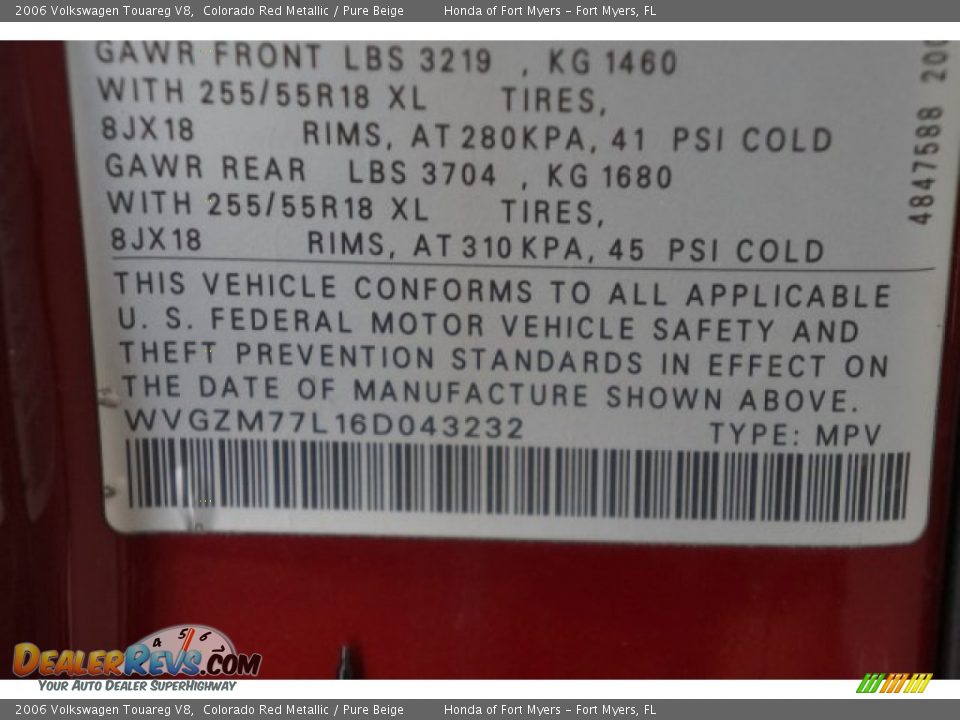 2006 Volkswagen Touareg V8, Colorado Red Metallic / Pure Beige Honda of Fort Myers - Fort Myers, FL
GAWR FRONT LBS 3219 , KG 1460
WITH 255/55R18 XL TIRES,
8JX18 RIMS, AT 280KPA, 41 PSI COLD
GAWR REAR LBS 3704 , KG 1680
WITH 255/55R18 XL TIRES,
8JX18 RIMS, AT 310 KPA, 45 PSI COLD
4847588
THIS VEHICLE CONFORMS TO ALL APPLICABLE
U. S. FEDERAL MOTOR VEHICLE SAFETY AND
THEFT PREVENTION STANDARDS IN EFFECT ON
THE DATE OF MANUFACTURE SHOWN ABOVE.
WVGZM77L16D043232 TYPE: MPV
4 5 6
DEALERREVS.COM
YOUR AUTO DEALER SUPERHIGHWAY
2006 Volkswagen Touareg V8, Colorado Red Metallic / Pure Beige Honda of Fort Myers - Fort Myers, FL